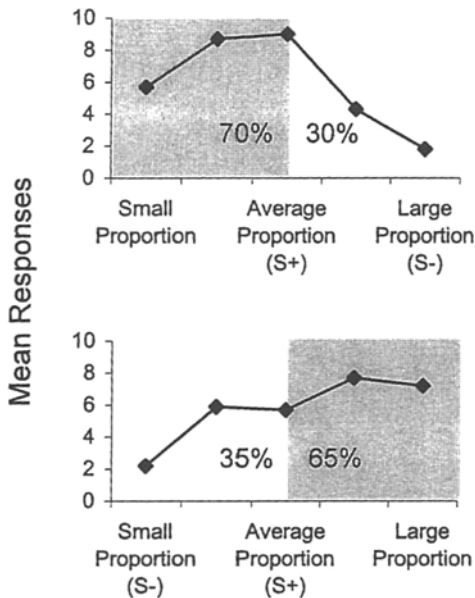 Mean Responses
10
8
6
4
2
0
70% 30%
Small Average Large
Proportion Proportion Proportion
(S+) (S-)
10
8
6
4
2
0
35% 65%
Small Average Large
Proportion Proportion Proportion
(S-) (S+)